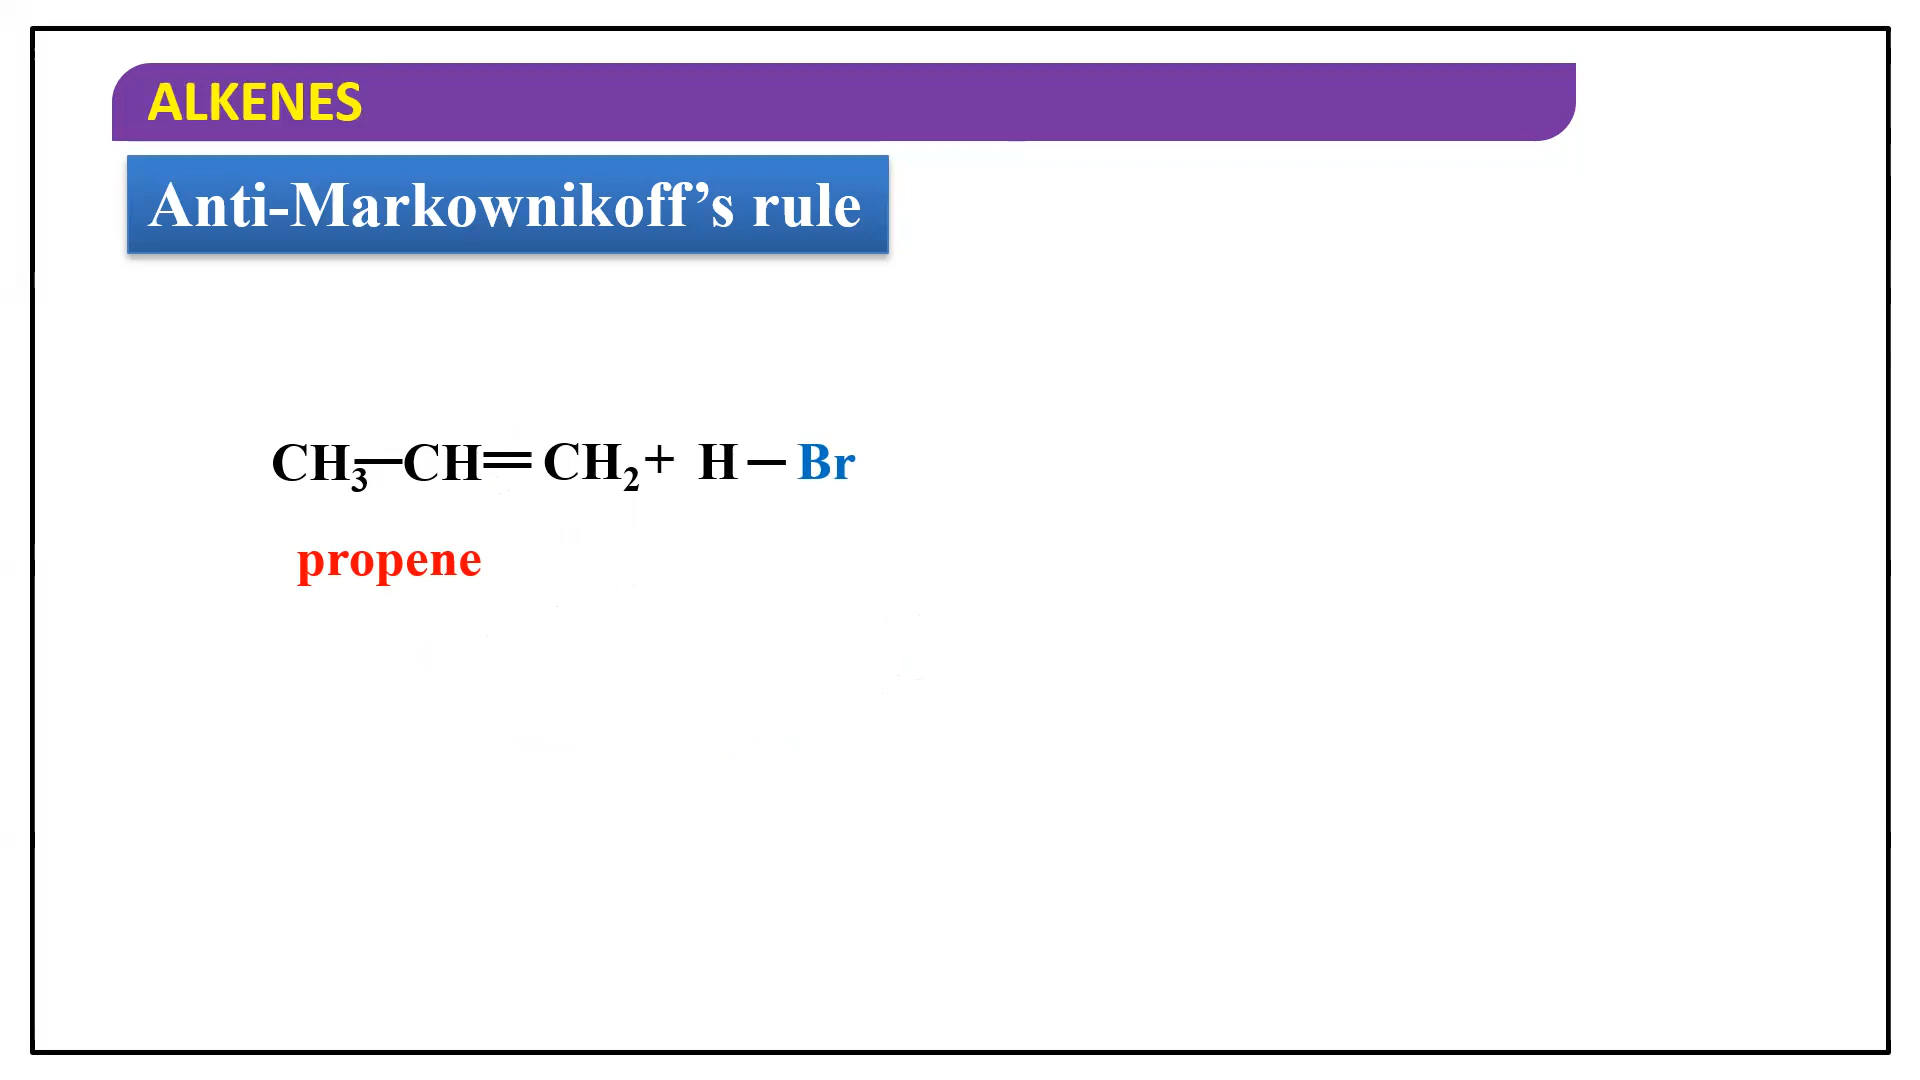 ALKENES
Anti-Markownikoff’s rule
CH₃—CH═CH₂ + H—Br
propene